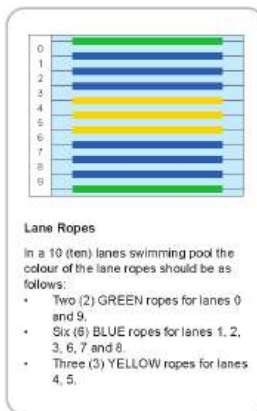 0
1
2
3
4
5
6
7
8
9
Lane Ropes
In a 10 (ten) lanes swimming pool the
colour of the lane ropes should be as
follows:
• Two (2) GREEN ropes for lanes 0
and 9.
• Six (6) BLUE ropes for lanes 1, 2,
3, 6, 7 and 8.
• Three (3) YELLOW ropes for lanes
4, 5.